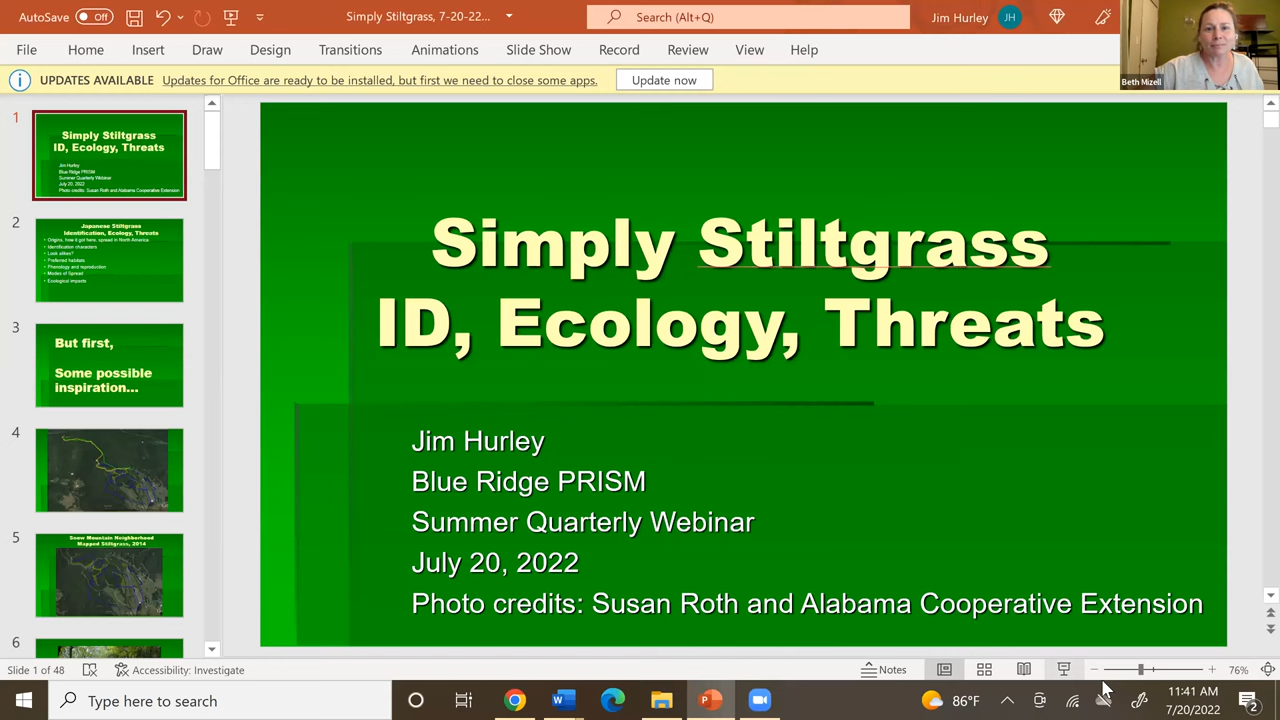 AutoSave Off
Simply Stiltgrass, 7-20-22...
Search (Alt+Q)
Jim Hurley JH
File Home Insert Draw Design Transitions Animations Slide Show Record Review View Help
UPDATES AVAILABLE Updates for Office are ready to be installed, but first we need to close some apps. Update now
Beth Mizell
1
Simply Stiltgrass
ID, Ecology, Threats
Jim Hurley
Blue Ridge PRISM
Summer Quarterly Webinar
July 20, 2022
Photo credits: Susan Roth and Alabama Cooperative Extension
2
Japanese Stiltgrass
Identification, Ecology, Threats
• Origins, how it got here, spread in North America
• Identification characters
• Look alikes?
• Preferred habitats
• Phenology and reproduction
• Modes of Spread
• Ecological impacts
3
But first,
Some possible
inspiration...
4
5
Snow Mountain Neighborhood
Mapped Stiltgrass, 2014
6
Simply Stiltgrass
ID, Ecology, Threats
Jim Hurley
Blue Ridge PRISM
Summer Quarterly Webinar
July 20, 2022
Photo credits: Susan Roth and Alabama Cooperative Extension
Slide 1 of 48
Accessibility: Investigate
Notes
76%
Type here to search
86°F
11:41 AM
7/20/2022
2